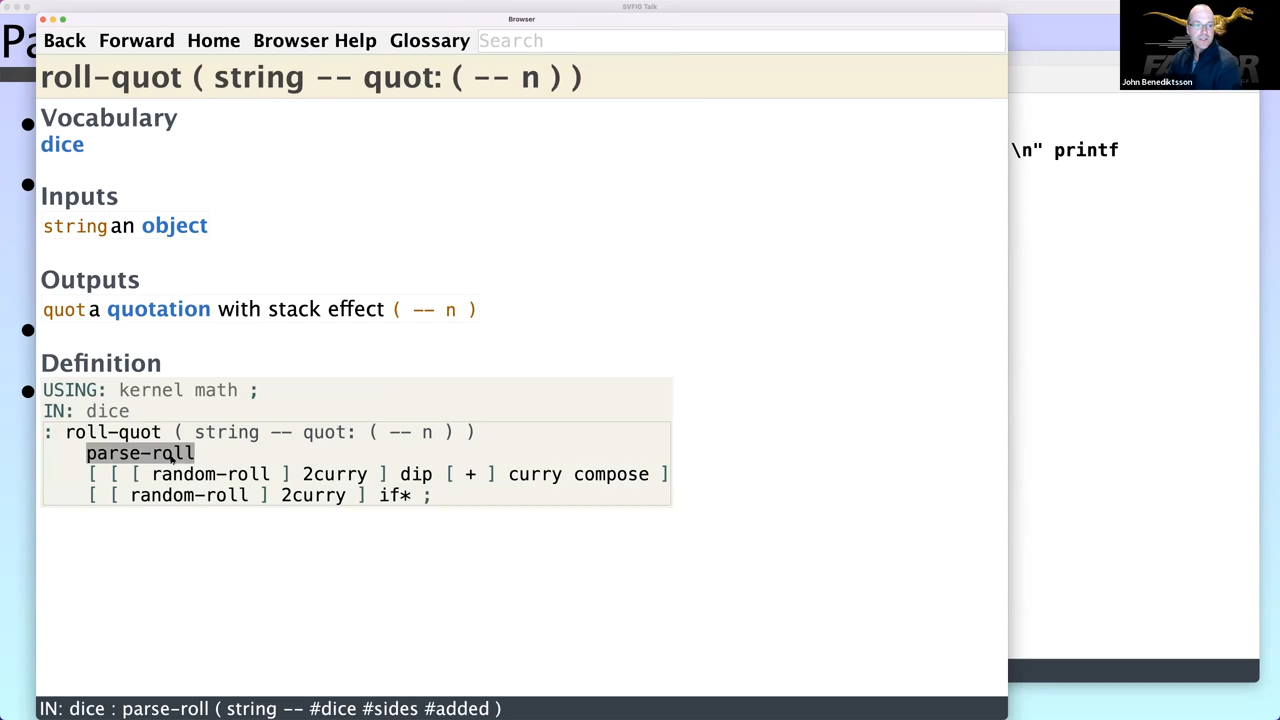 SVFIG Talk
Browser
Back Forward Home Browser Help Glossary Search
roll-quot ( string -- quot: ( -- n ) )
Vocabulary
dice
Inputs
string an object
Outputs
quot a quotation with stack effect ( -- n )
Definition
USING: kernel math ;
IN: dice
: roll-quot ( string -- quot: ( -- n ) )
parse-roll
[ [ [ random-roll ] 2curry ] dip [ + ] curry compose ]
[ [ random-roll ] 2curry ] if* ;
IN: dice : parse-roll ( string -- #dice #sides #added )
\n" printf
John Benediktsson